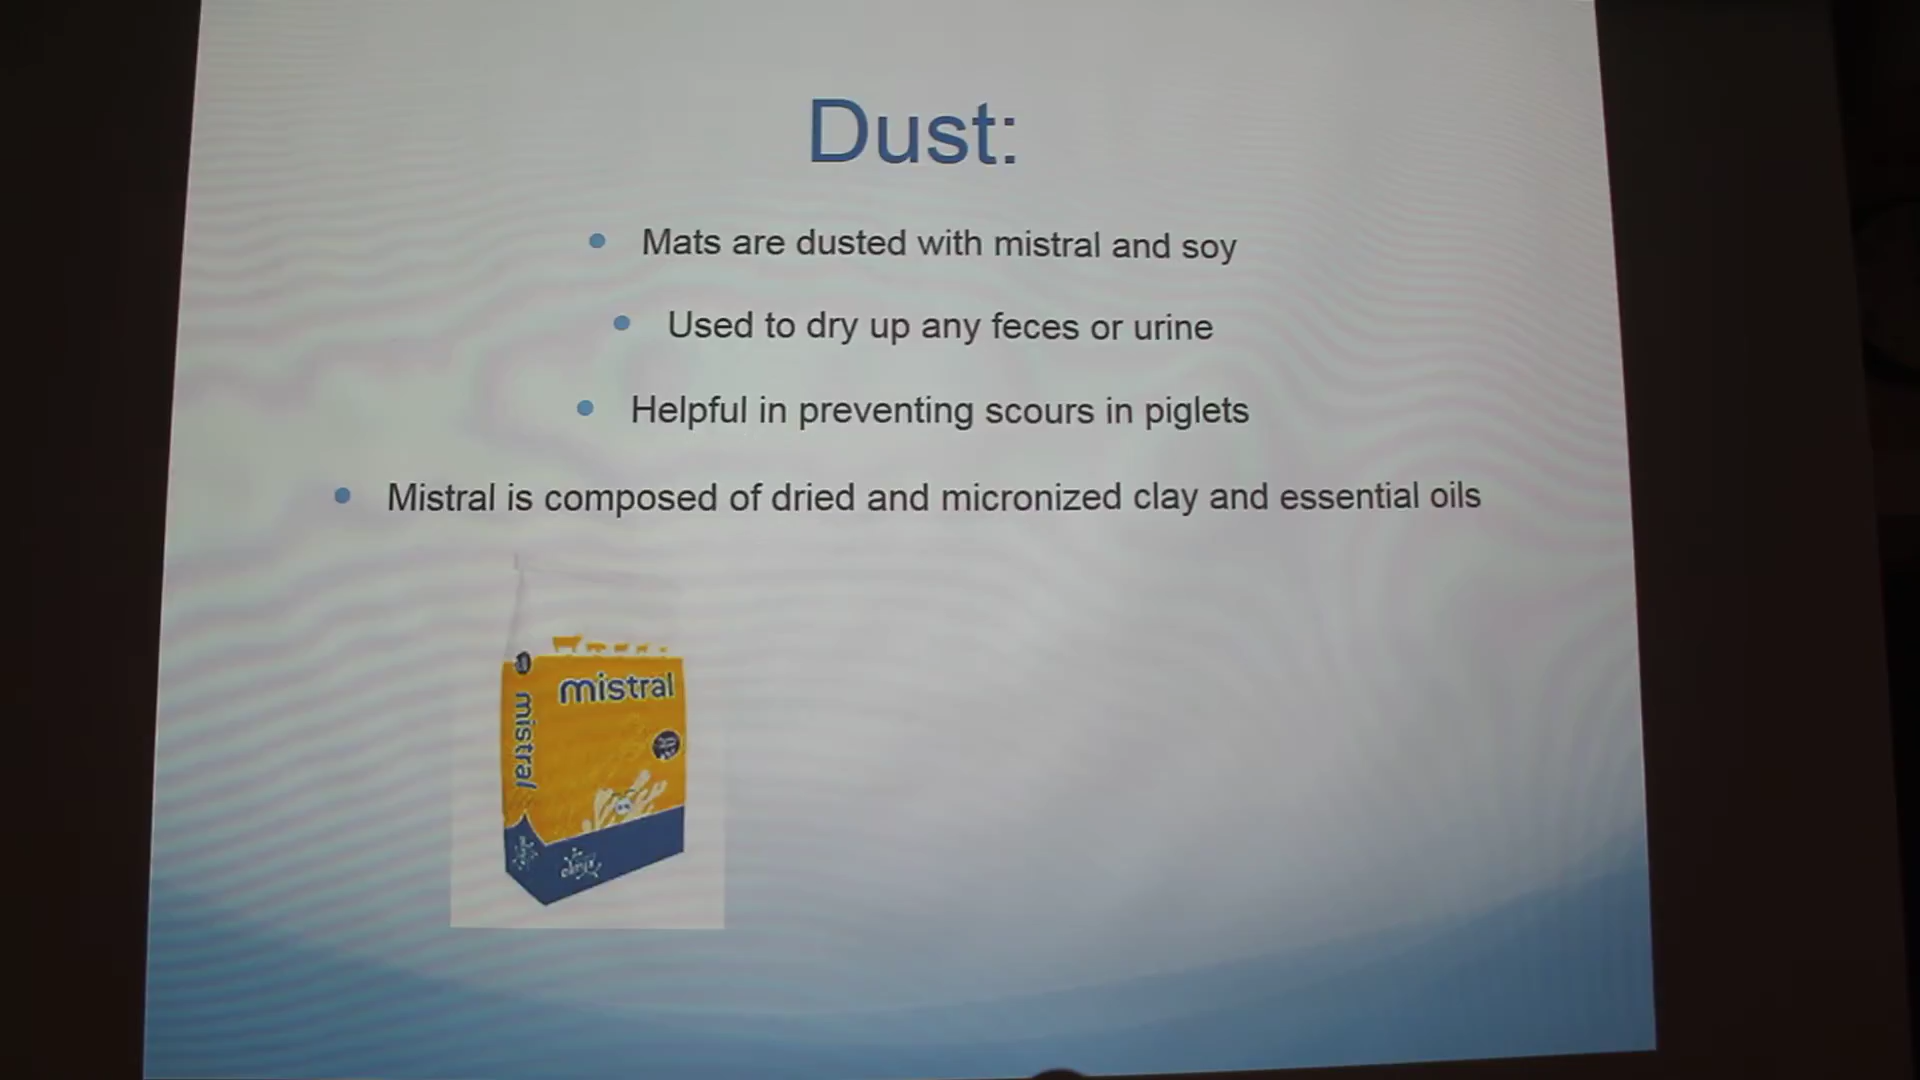 Dust:
Mats are dusted with mistral and soy
Used to dry up any feces or urine
Helpful in preventing scours in piglets
Mistral is composed of dried and micronized clay and essential oils
mistral
mistral